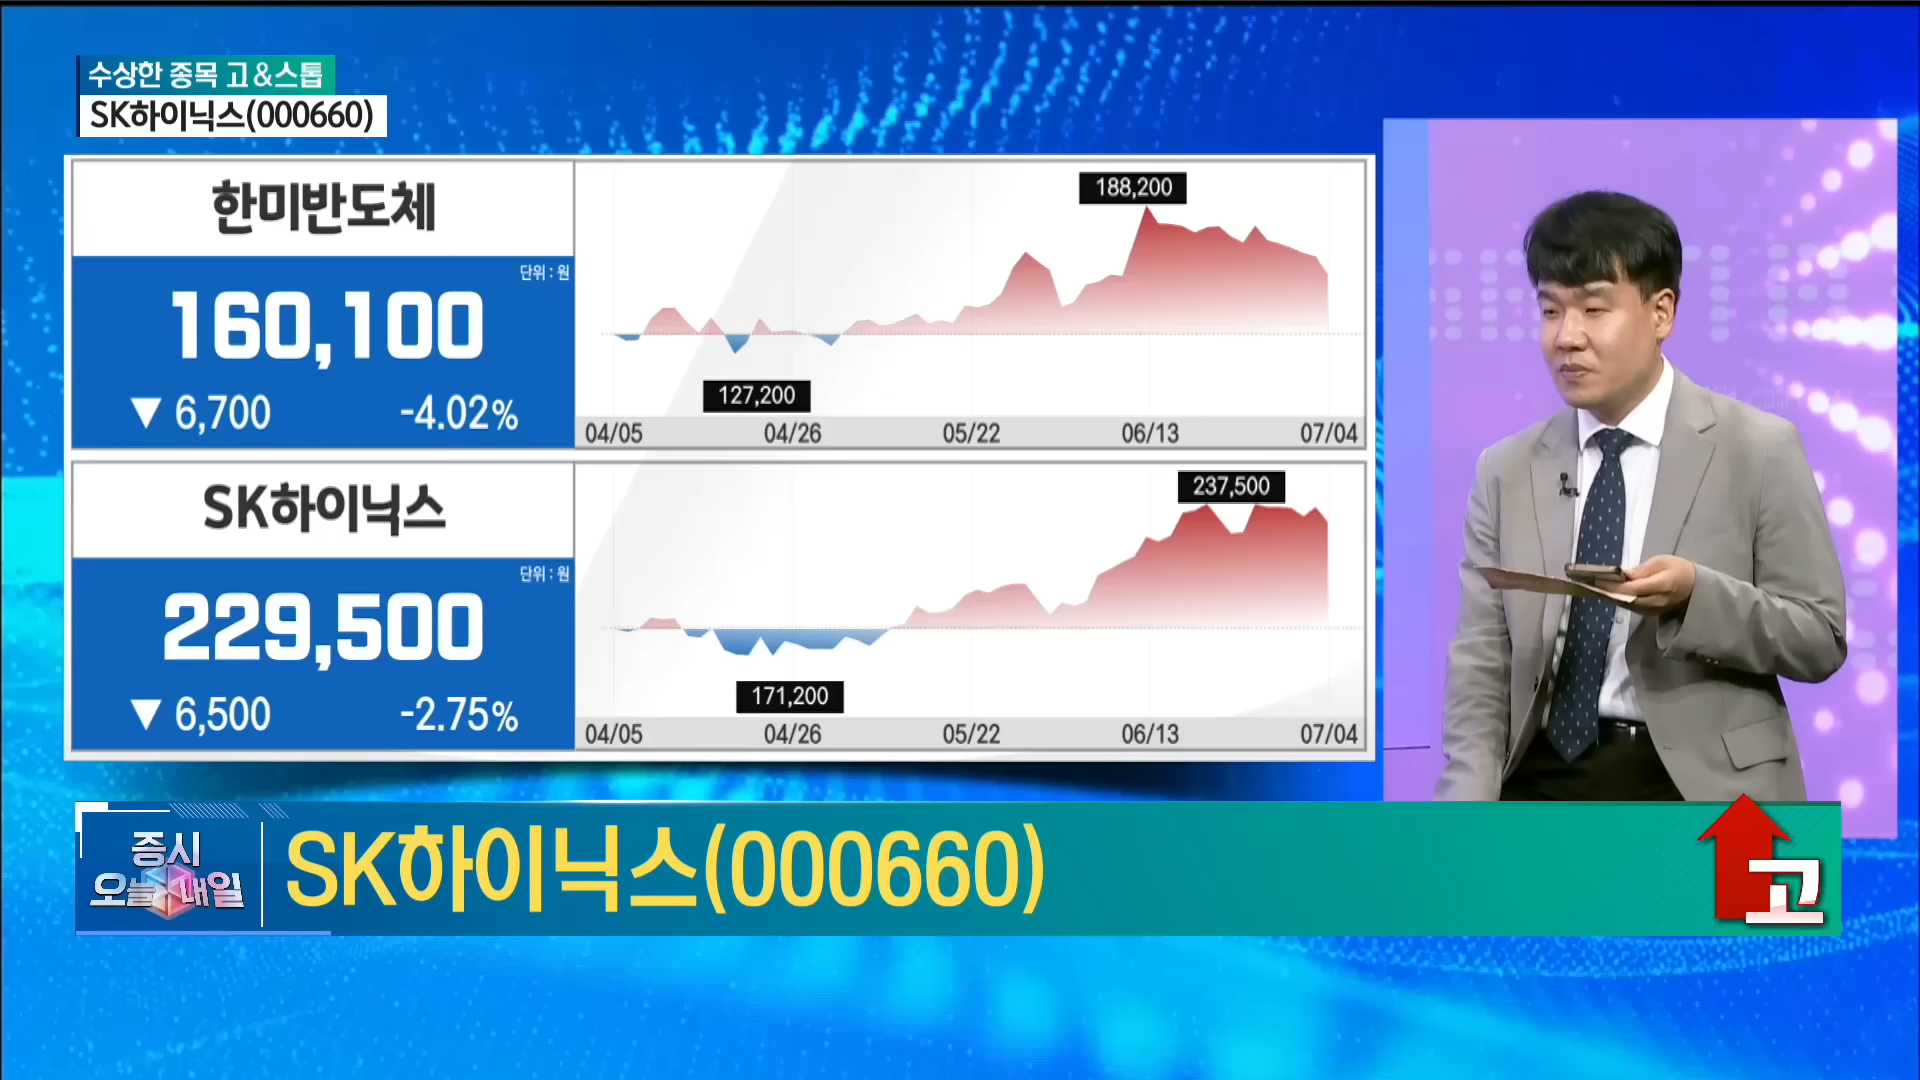 수상한 종목 고&스톱
SK하이닉스(000660)
한미반도체
단위 : 원
160,100
▼ 6,700 -4.02%
188,200
127,200
04/05 04/26 05/22 06/13 07/04
SK하이닉스
단위 : 원
229,500
▼ 6,500 -2.75%
237,500
171,200
04/05 04/26 05/22 06/13 07/04
증시
오늘 내일
SK하이닉스(000660)
고